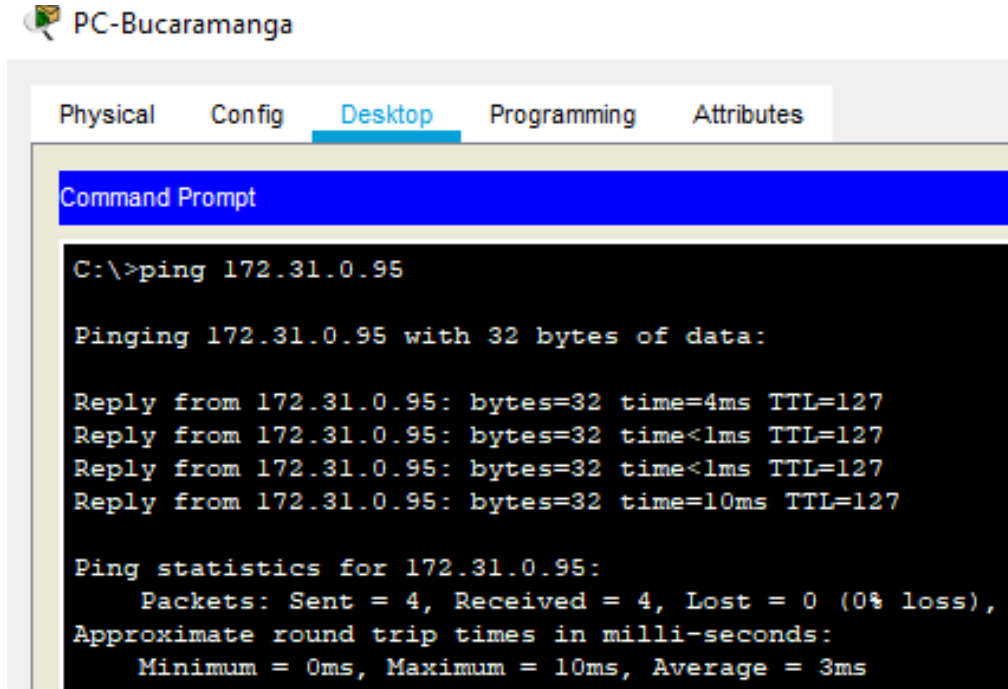 PC-Bucaramanga
Physical Config Desktop Programming Attributes
Command Prompt
C:\>ping 172.31.0.95
Pinging 172.31.0.95 with 32 bytes of data:
Reply from 172.31.0.95: bytes=32 time=4ms TTL=127
Reply from 172.31.0.95: bytes=32 time<1ms TTL=127
Reply from 172.31.0.95: bytes=32 time<1ms TTL=127
Reply from 172.31.0.95: bytes=32 time=10ms TTL=127
Ping statistics for 172.31.0.95:
Packets: Sent = 4, Received = 4, Lost = 0 (0% loss),
Approximate round trip times in milli-seconds:
Minimum = 0ms, Maximum = 10ms, Average = 3ms